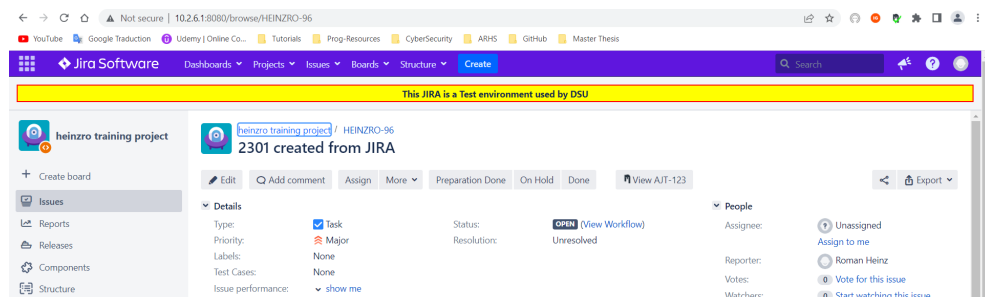 Not secure | 10.2.6.1:8080/browse/HEINZRO-96
YouTube Google Traduction Udemy | Online Co... Tutorials Prog-Resources CyberSecurity ARHS GitHub Master Thesis
Jira Software Dashboards Projects Issues Boards Structure Create Search
This JIRA is a Test environment used by DSU
heinzro training project
Create board
Issues
Reports
Releases
Components
Structure
heinzro training project / HEINZRO-96
2301 created from JIRA
Edit Add comment Assign More Preparation Done On Hold Done View AJT-123 Export
Details
Type: Task Status: OPEN (View Workflow)
Priority: Major Resolution: Unresolved
Labels: None
Test Cases: None
Issue performance: show me
People
Assignee: Unassigned
Assign to me
Reporter: Roman Heinz
Votes: 0 Vote for this issue
Watchers: 0 Start watching this issue